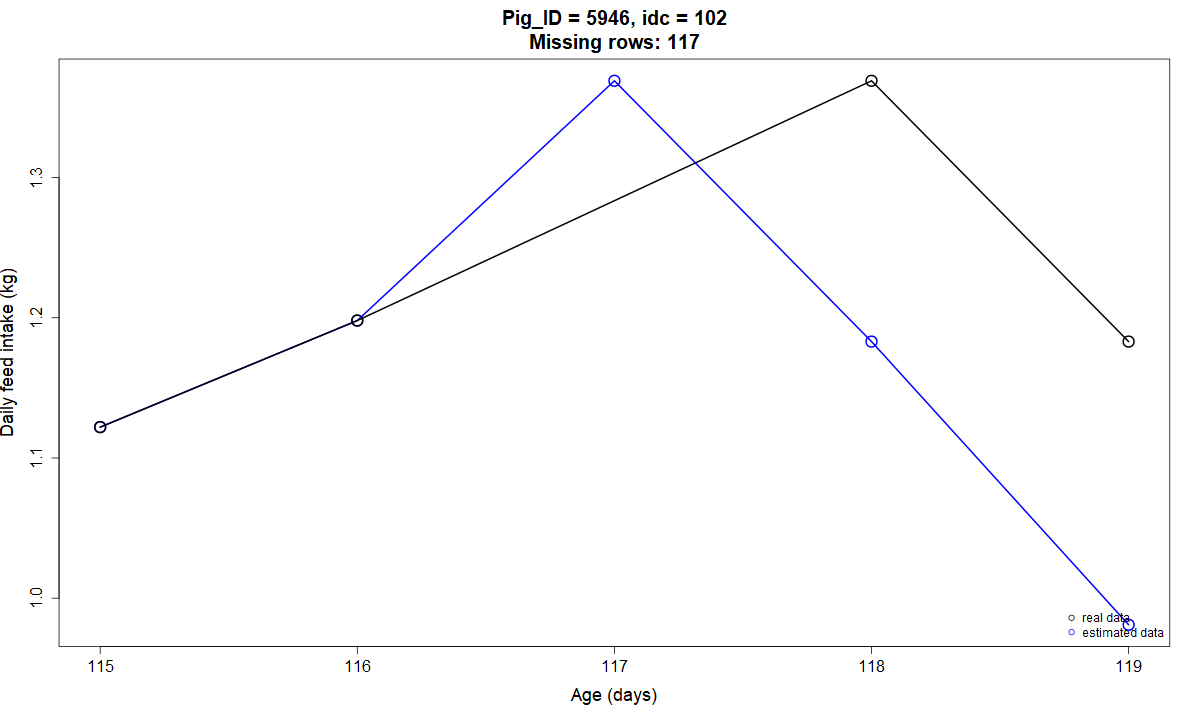 Pig_ID = 5946, idc = 102
Missing rows: 117
Daily feed intake (kg)
1.3
1.2
1.1
1.0
real data
estimated data
115 116 117 118 119
Age (days)